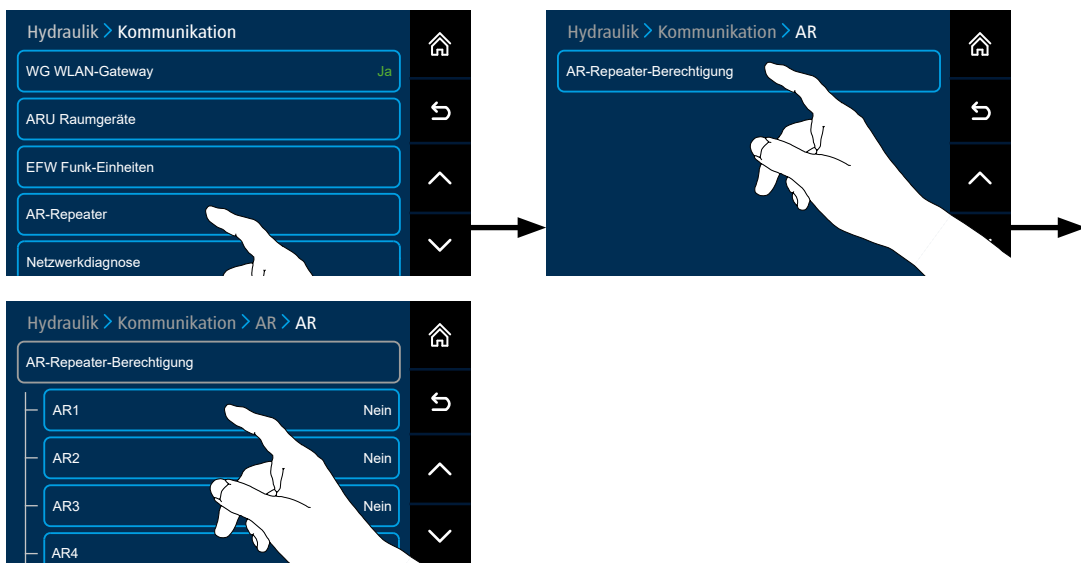 Hydraulik > Kommunikation
WG WLAN-Gateway Ja
ARU Raumgeräte
EFW Funk-Einheiten
AR-Repeater
Netzwerkdiagnose
Hydraulik > Kommunikation > AR
AR-Repeater-Berechtigung
Hydraulik > Kommunikation > AR > AR
AR-Repeater-Berechtigung
AR1 Nein
AR2 Nein
AR3 Nein
AR4